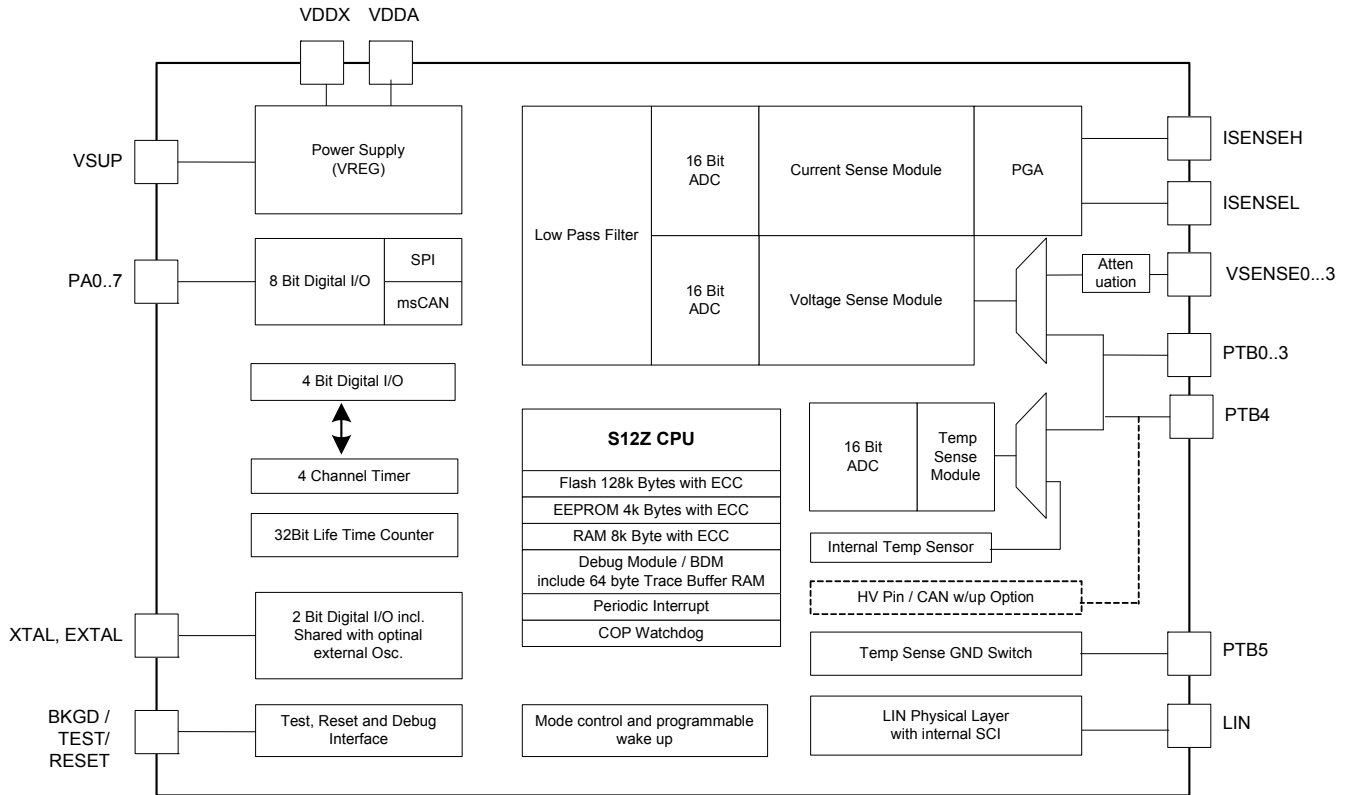 VDDX
VDDA
VSUP
Power Supply
(VREG)
PA0..7
8 Bit Digital I/O
SPI
msCAN
4 Bit Digital I/O
4 Channel Timer
32Bit Life Time Counter
XTAL, EXTAL
2 Bit Digital I/O incl.
Shared with optinal
external Osc.
BKGD /
TEST/
RESET
Test, Reset and Debug
Interface
Low Pass Filter
16 Bit
ADC
Current Sense Module
PGA
16 Bit
ADC
Voltage Sense Module
S12Z CPU
Flash 128k Bytes with ECC
EEPROM 4k Bytes with ECC
RAM 8k Byte with ECC
Debug Module / BDM
include 64 byte Trace Buffer RAM
Periodic Interrupt
COP Watchdog
Mode control and programmable
wake up
Atten
uation
16 Bit
ADC
Temp
Sense
Module
Internal Temp Sensor
HV Pin / CAN w/up Option
Temp Sense GND Switch
LIN Physical Layer
with internal SCI
ISENSEH
ISENSEL
VSENSE0...3
PTB0..3
PTB4
PTB5
LIN